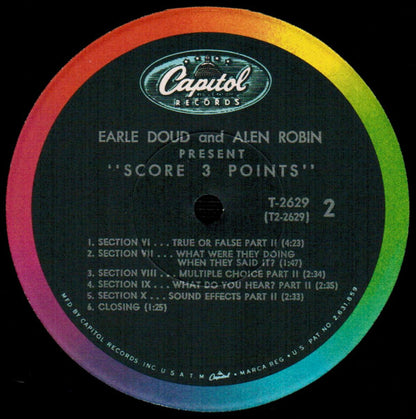 Capitol
RECORDS
EARLE DOUD and ALEN ROBIN
PRESENT
"SCORE 3 POINTS"
T-2629
(T2-2629)
2
1. SECTION VI . . . TRUE OR FALSE PART II (4:23)
2. SECTION VII . . . WHAT WERE THEY DOING
WHEN THEY SAID IT? (1:47)
3. SECTION VIII . . . MULTIPLE CHOICE PART II (2:34)
4. SECTION IX . . . WHAT DO YOU HEAR? PART II (2:35)
5. SECTION X . . . SOUND EFFECTS PART II (2:33)
6. CLOSING (1:25)
MFD. BY CAPITOL RECORDS, INC. U.S.A. T.M. Capitol • MARCA REG. • U.S. PAT. NO. 2,631,859